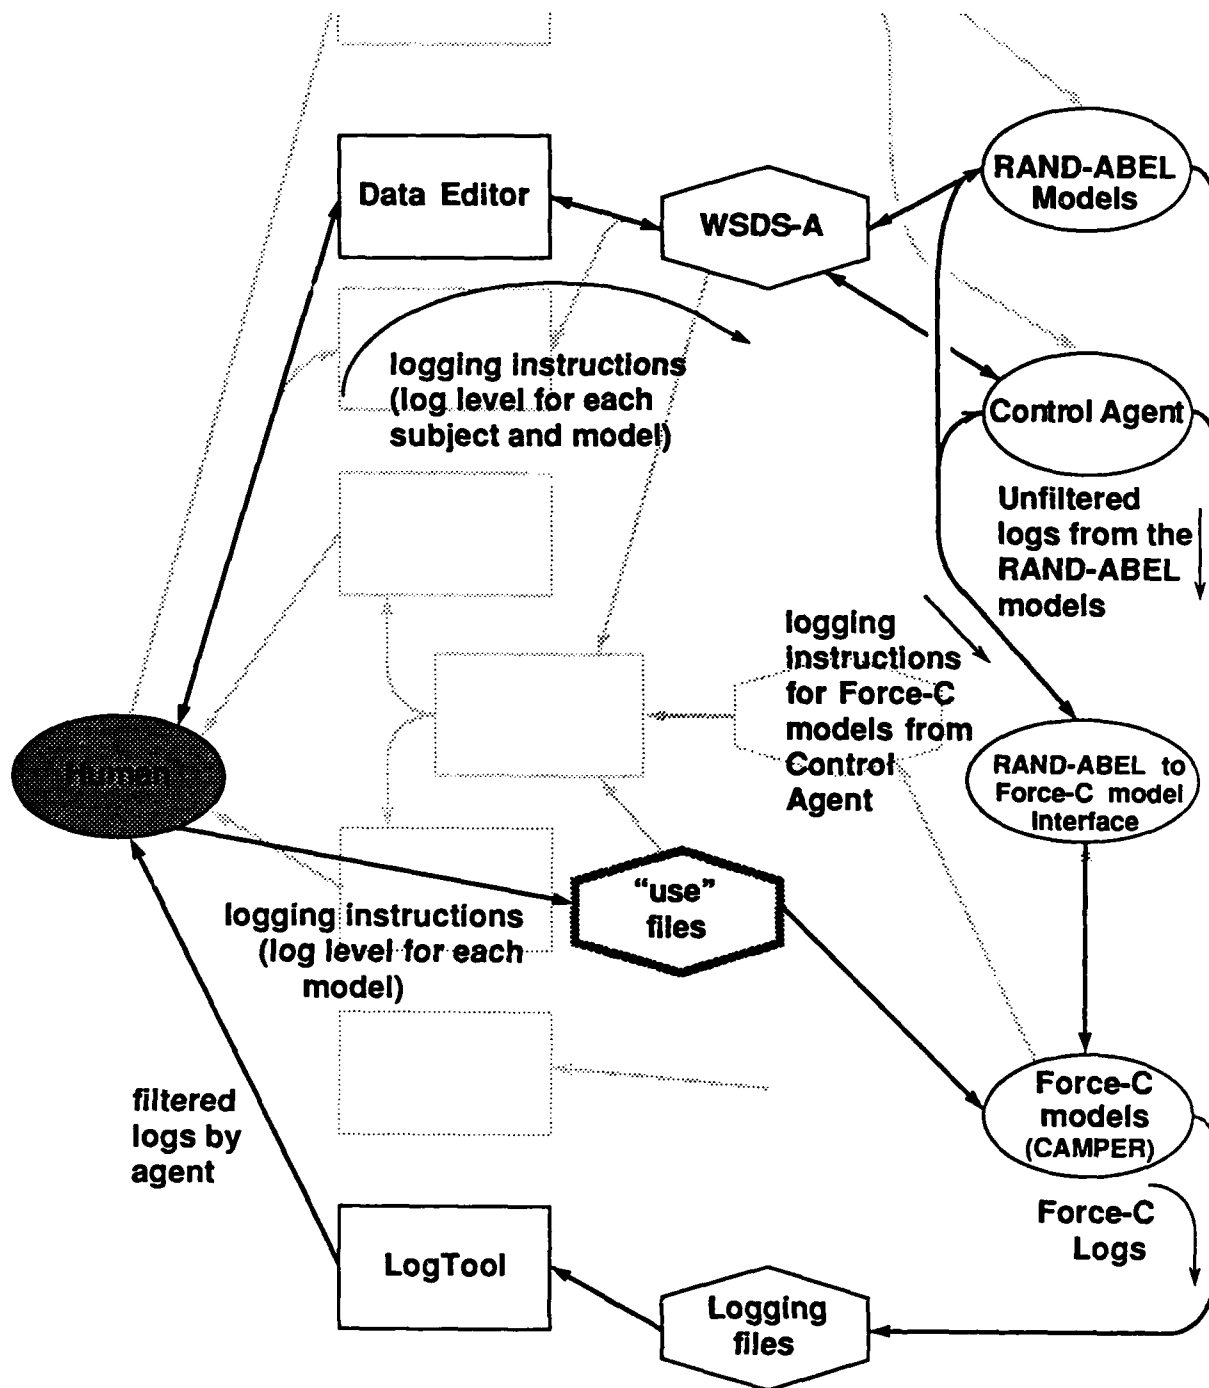 RAND-ABEL
Models
Data Editor
WSDS-A
logging instructions
(log level for each
subject and model)
Control Agent
Unfiltered
logs from the
RAND-ABEL
models
logging
instructions
for Force-C
models from
Control
Agent
Human
RAND-ABEL to
Force-C model
Interface
"use"
files
logging instructions
(log level for each
model)
Force-C
models
(CAMPER)
filtered
logs by
agent
Force-C
Logs
LogTool
Logging
files